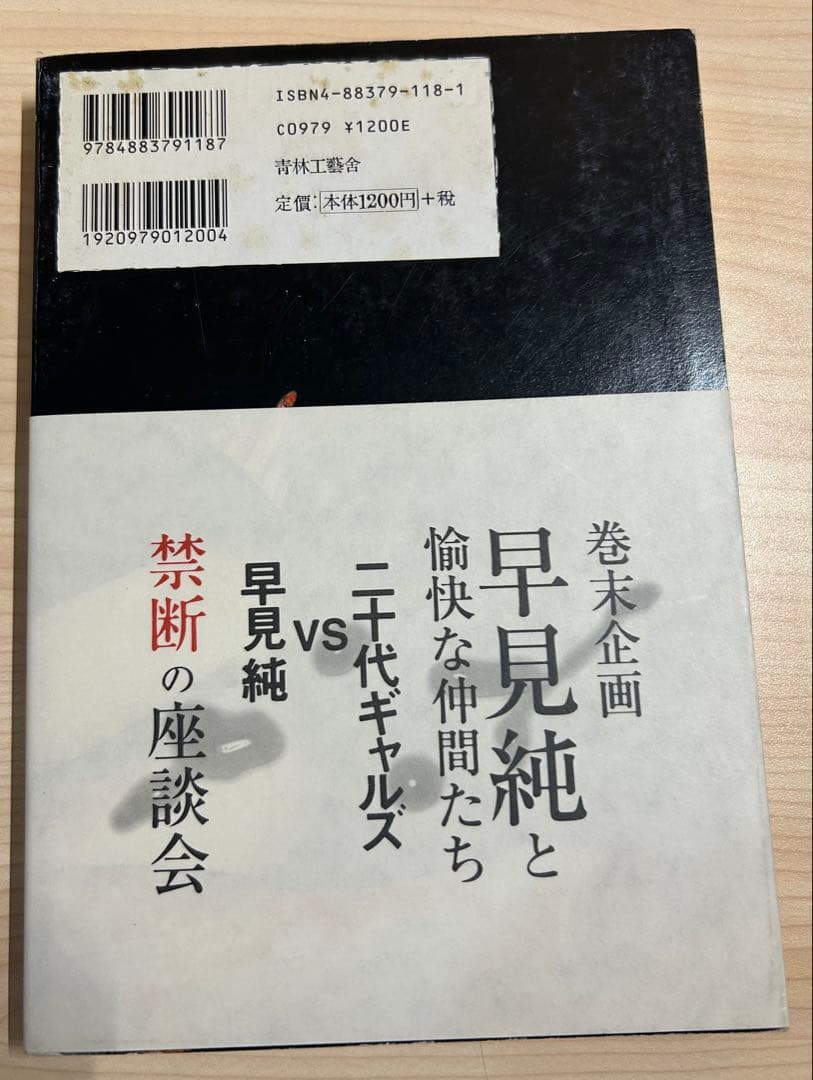 ISBN4-88379-118-1
C0979 ¥1200E
青林工藝舎
定價:本体1200円+税
9784883791187
1920979012004
巻末企画
早見純と
愉快な仲間たち
二十代ギャルズ
VS
早見純
禁断の座談会